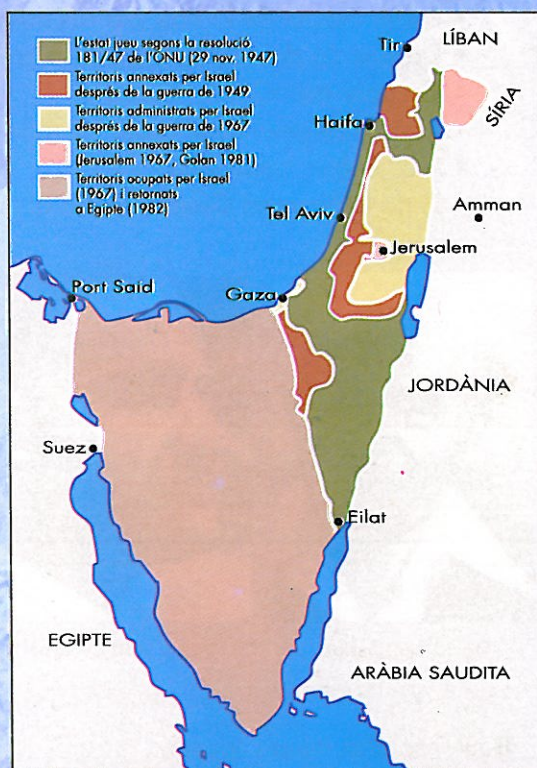 L'estat jueu segons la resolució
181/47 de l'ONU (29 nov. 1947)
Territoris annexats per Israel
després de la guerra de 1949
Territoris administrats per Israel
després de la guerra de 1967
Territoris annexats per Israel
(Jerusalem 1967, Golan 1981)
Territoris ocupats per Israel
(1967) i retornats
a Egipte (1982)
Tir
LÍBAN
SÍRIA
Haifa
Tel Aviv
Amman
Jerusalem
Port Said
Gaza
JORDÀNIA
Suez
Eilat
EGIPTE
ARÀBIA SAUDITA